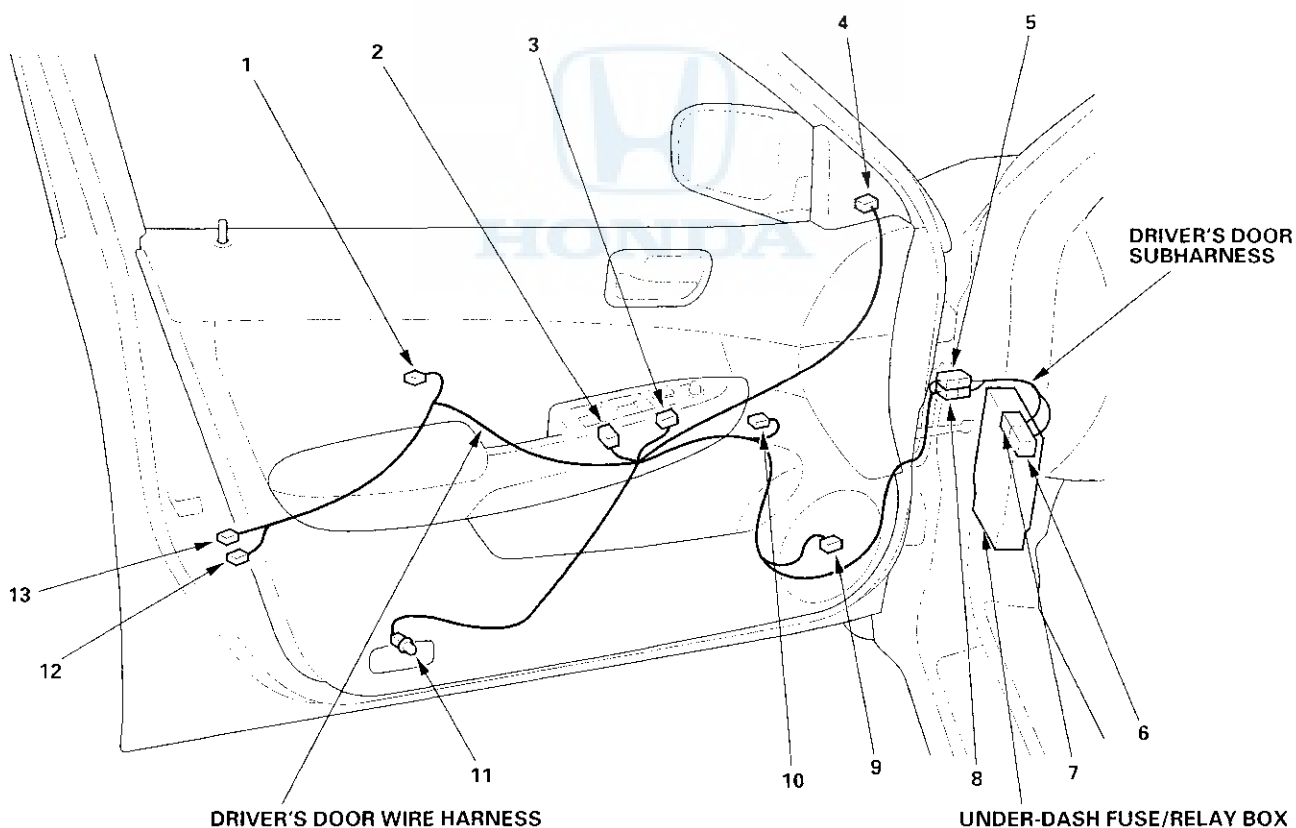 4
5
3
2
1
HONDA
DRIVER'S DOOR
SUBHARNESS
13
12
6
11
10
9
8
7
DRIVER'S DOOR WIRE HARNESS
UNDER-DASH FUSE/RELAY BOX